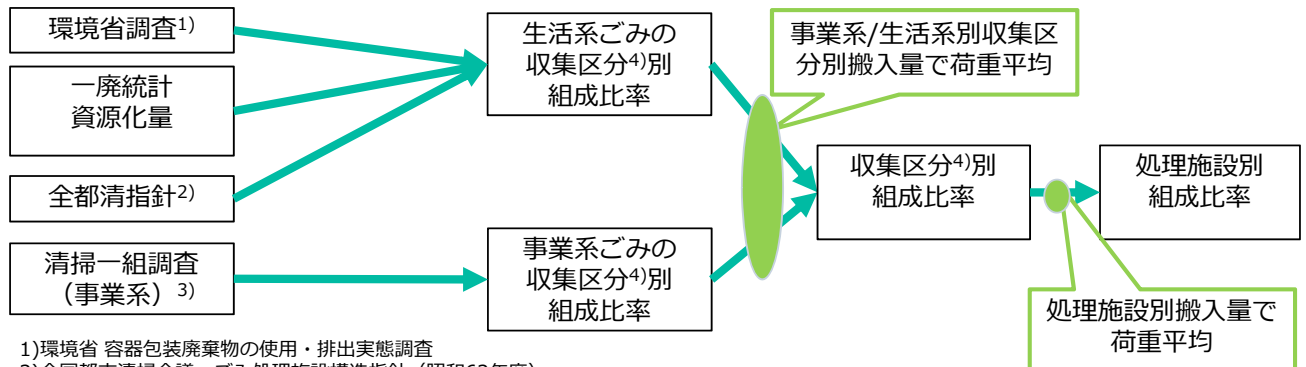 環境省調査1)
一廃統計
資源化量
全都清指針2)
清掃一組調査
（事業系）3)
生活系ごみの
収集区分4)別
組成比率
事業系ごみの
収集区分4)別
組成比率
事業系/生活系別収集区
分別搬入量で荷重平均
収集区分4)別
組成比率
処理施設別
組成比率
処理施設別搬入量で
荷重平均
1)環境省 容器包装廃棄物の使用・排出実態調査